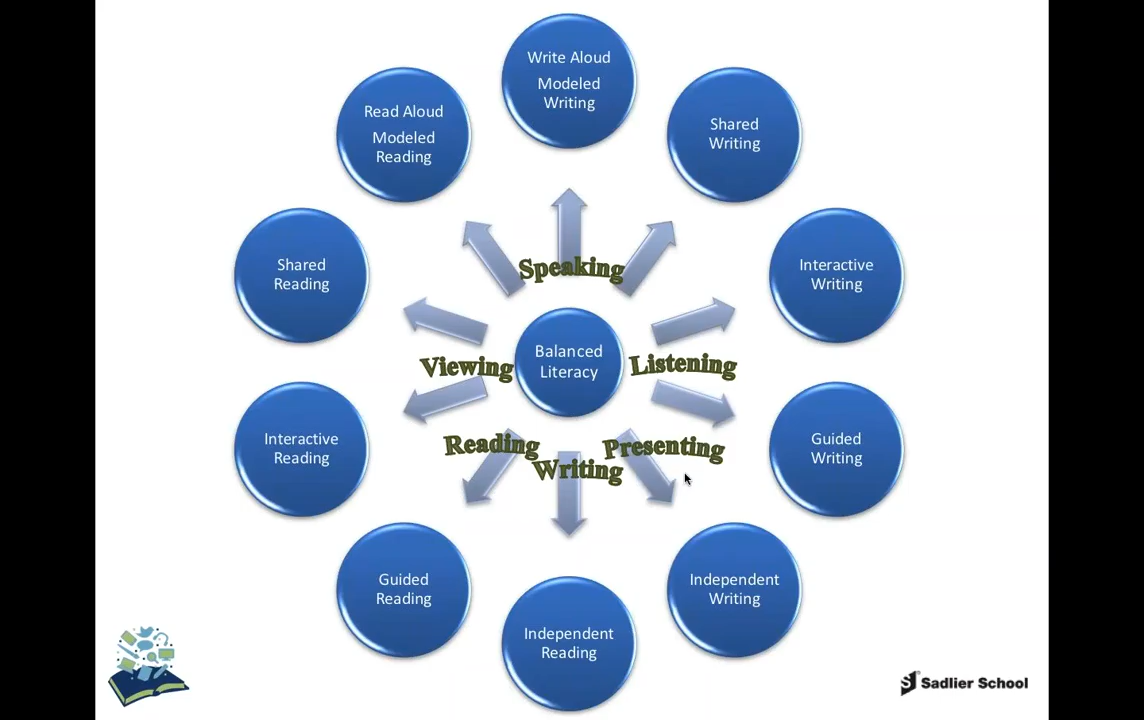 Write Aloud
Modeled
Writing
Read Aloud
Modeled
Reading
Shared
Writing
Shared
Reading
Interactive
Writing
Speaking
Balanced
Literacy
Viewing
Listening
Reading
Writing
Presenting
Interactive
Reading
Guided
Writing
Guided
Reading
Independent
Writing
Independent
Reading
Sadlier School